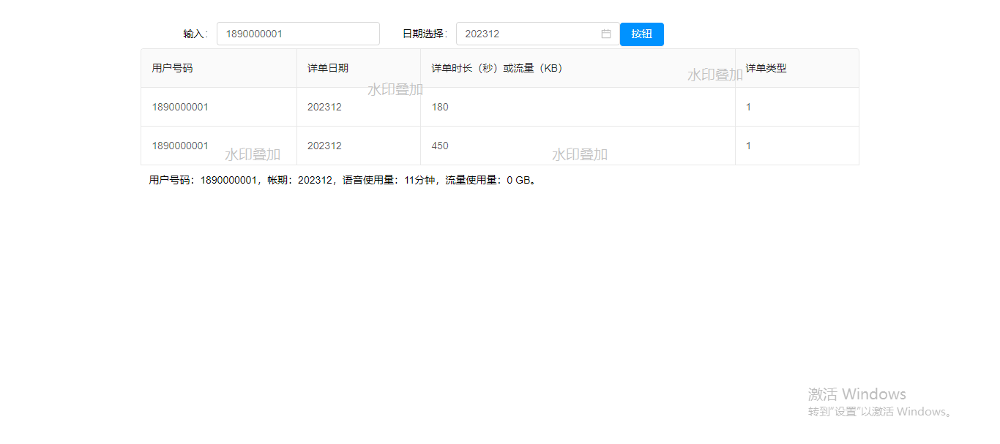 输入： 1890000001 日期选择： 202312 按钮
用户号码 详单日期 详单时长（秒）或流量（KB） 详单类型
水印叠加 水印叠加
1890000001 202312 180 1
1890000001 202312 450 1
水印叠加 水印叠加
用户号码：1890000001，帐期：202312，语音使用量：11分钟，流量使用量：0 GB。
激活 Windows
转到"设置"以激活 Windows。